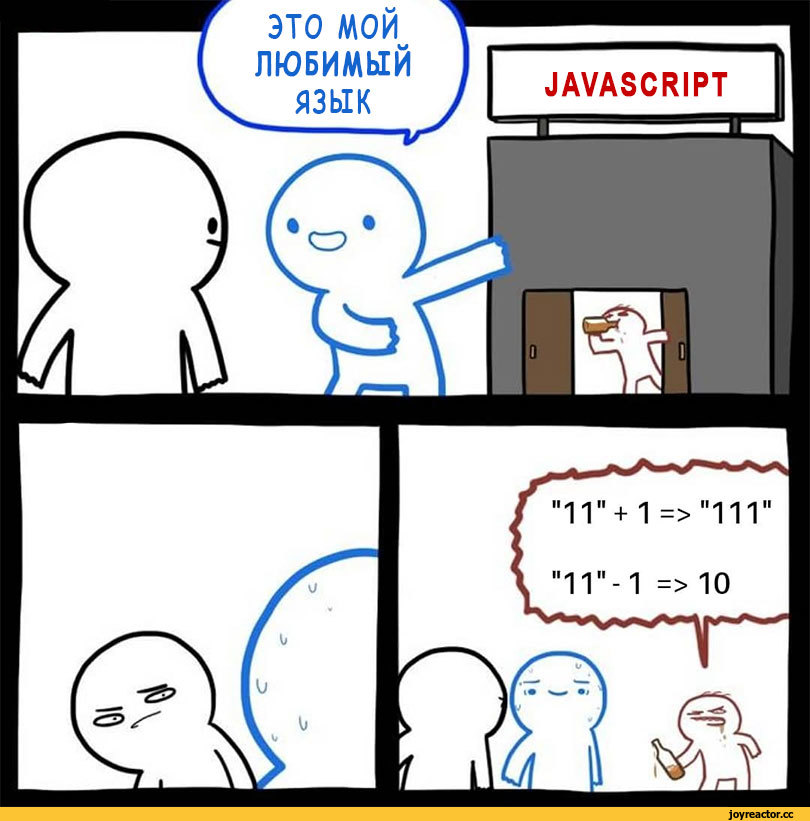 ЭТО МОЙ
ЛЮБИМЫЙ
ЯЗЫК
JAVASCRIPT
"11" + 1 => "111"
"11" - 1 => 10
joyreactor.cc